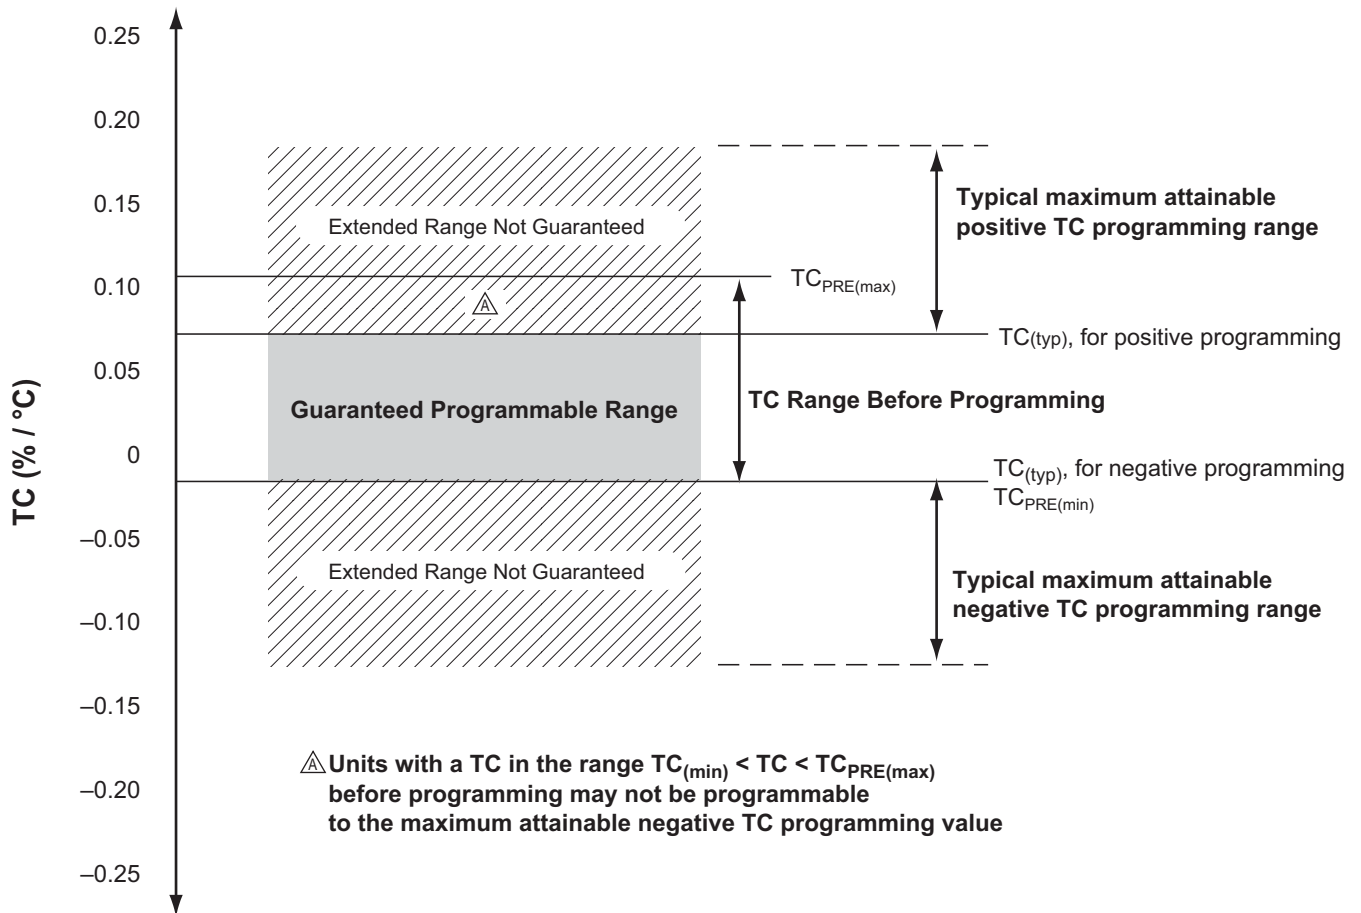 0.25
0.20
0.15
0.10
0.05
0
–0.05
–0.10
–0.15
–0.20
–0.25
TC (% / °C)
Extended Range Not Guaranteed
A
Guaranteed Programmable Range
Extended Range Not Guaranteed
Typical maximum attainable
positive TC programming range
TCPRE(max)
TC(typ), for positive programming
TC Range Before Programming
TC(typ), for negative programming
TCPRE(min)
Typical maximum attainable
negative TC programming range
A Units with a TC in the range TC(min) < TC < TCPRE(max)
before programming may not be programmable
to the maximum attainable negative TC programming value